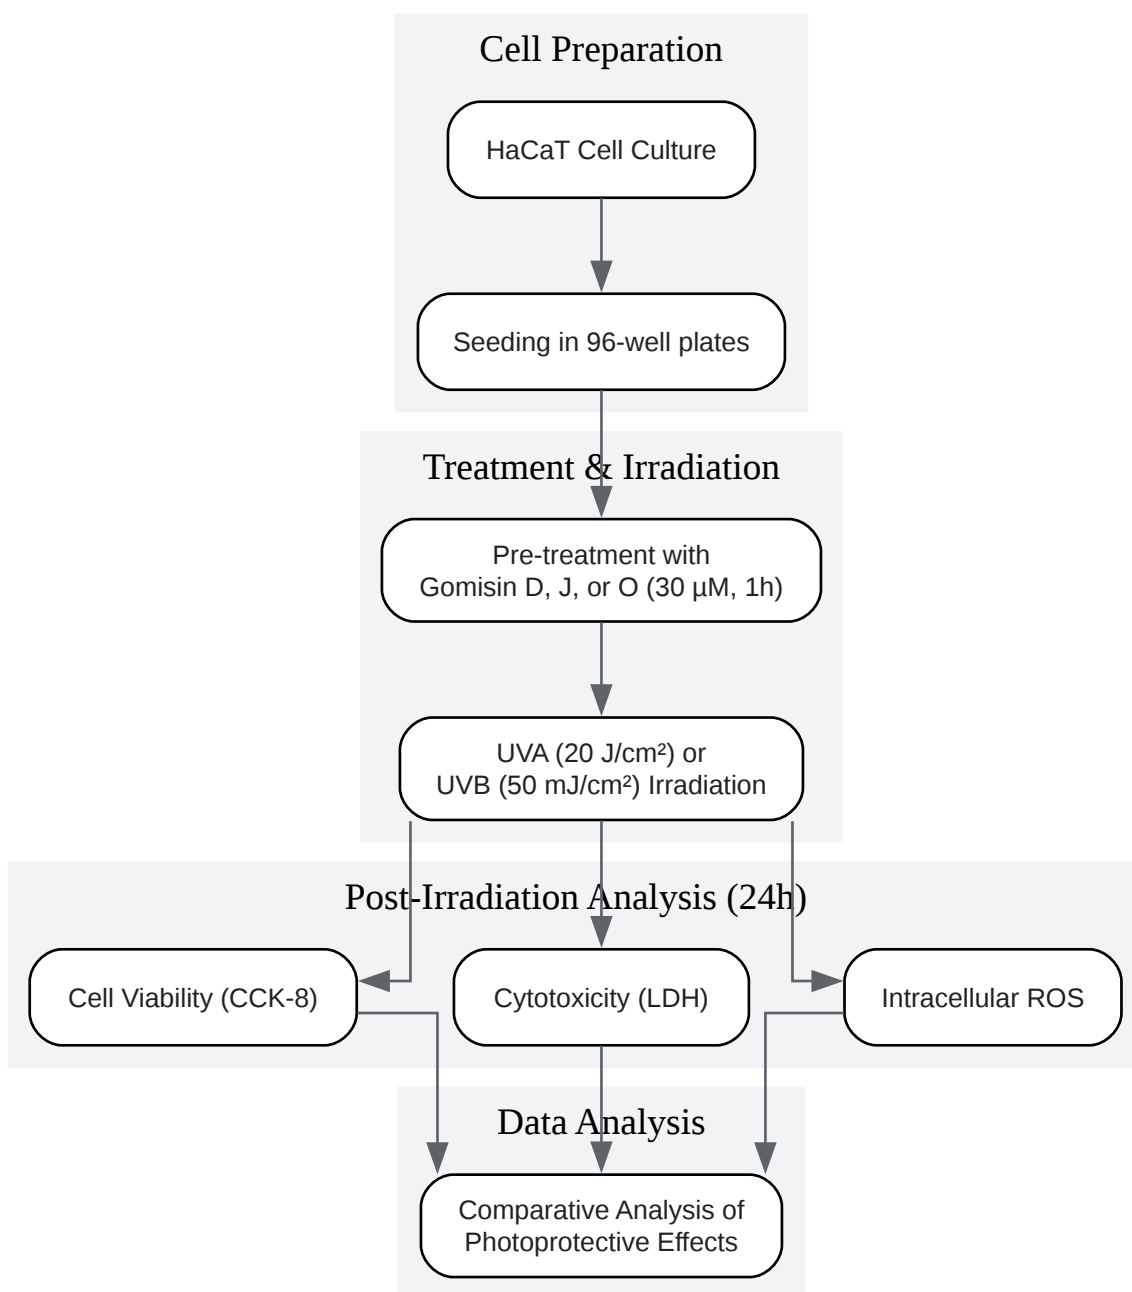 Cell Preparation
HaCaT Cell Culture
Seeding in 96-well plates
Treatment & Irradiation
Pre-treatment with
Gomisin D, J, or O (30 µM, 1h)
UVA (20 J/cm²) or
UVB (50 mJ/cm²) Irradiation
Post-Irradiation Analysis (24h)
Cell Viability (CCK-8)
Cytotoxicity (LDH)
Intracellular ROS
Data Analysis
Comparative Analysis of
Photoprotective Effects